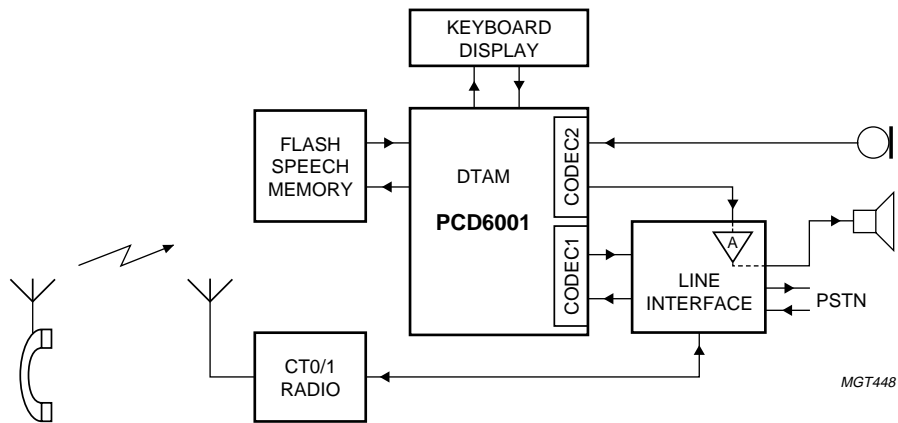 KEYBOARD
DISPLAY
FLASH
SPEECH
MEMORY
DTAM
PCD6001
CODEC2
CODEC1
A
LINE
INTERFACE
PSTN
CT0/1
RADIO
MGT448